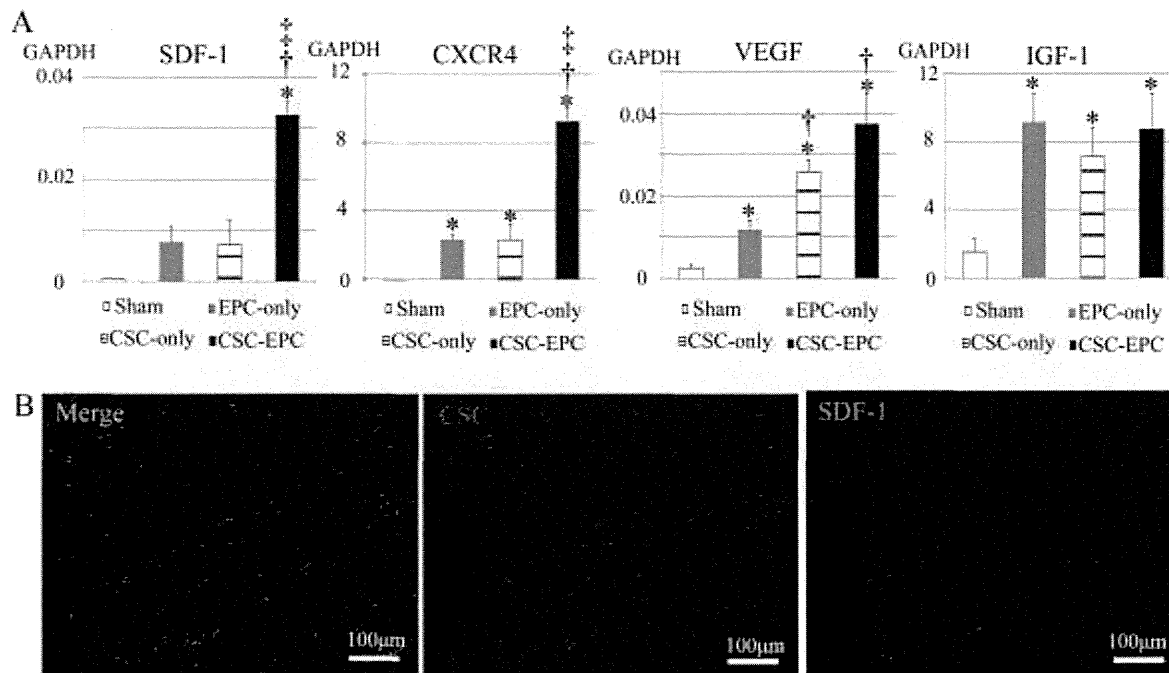 A
GAPDH SDF-1 ‡ † *
0.04
0.02
0
□Sham ■EPC-only
CSC-only ■CSC-EPC
GAPDH CXCR4 ‡ † *
12
8
4 * *
0
□Sham ■EPC-only
CSC-only ■CSC-EPC
GAPDH VEGF † *
0.04 † *
0.02 *
0
□Sham ■EPC-only
CSC-only ■CSC-EPC
GAPDH IGF-1
12 * * *
8
4
0
□Sham ■EPC-only
CSC-only ■CSC-EPC
B
Merge
100µm
CSC
100µm
SDF-1
100µm